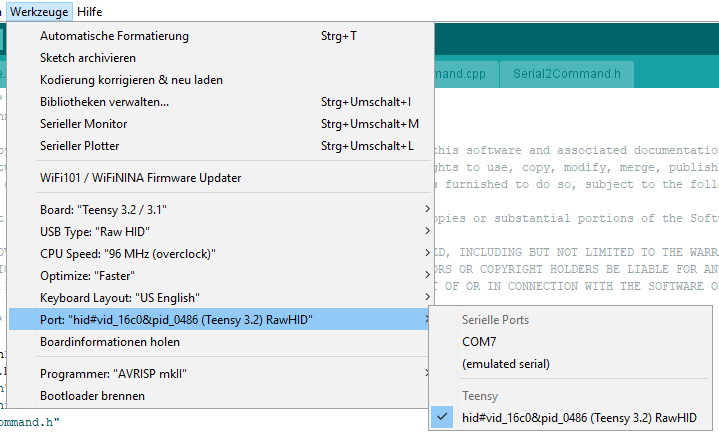 Werkzeuge Hilfe
Automatische Formatierung Strg+T
Sketch archivieren
Kodierung korrigieren & neu laden
mmand.cpp Serial2Command.h
Bibliotheken verwalten... Strg+Umschalt+I
Serieller Monitor Strg+Umschalt+M
Serieller Plotter Strg+Umschalt+L
this software and associated documentatio
ghts to use, copy, modify, merge, publish
WiFi101 / WiFiNINA Firmware Updater
s furnished to do so, subject to the foll
Board: "Teensy 3.2 / 3.1"
opies or substantial portions of the Softw
USB Type: "Raw HID"
CPU Speed: "96 MHz (overclock)"
ED, INCLUDING BUT NOT LIMITED TO THE WARR
Optimize: "Faster"
ORS OR COPYRIGHT HOLDERS BE LIABLE FOR AN
Keyboard Layout: "US English"
T OF OR IN CONNECTION WITH THE SOFTWARE O
Port: "hid#vid_16c0&pid_0486 (Teensy 3.2) RawHID"
Serielle Ports
Boardinformationen holen
COM7
(emulated serial)
Programmer: "AVRISP mkII"
Bootloader brennen
Teensy
hid#vid_16c0&pid_0486 (Teensy 3.2) RawHID
ommand.h"